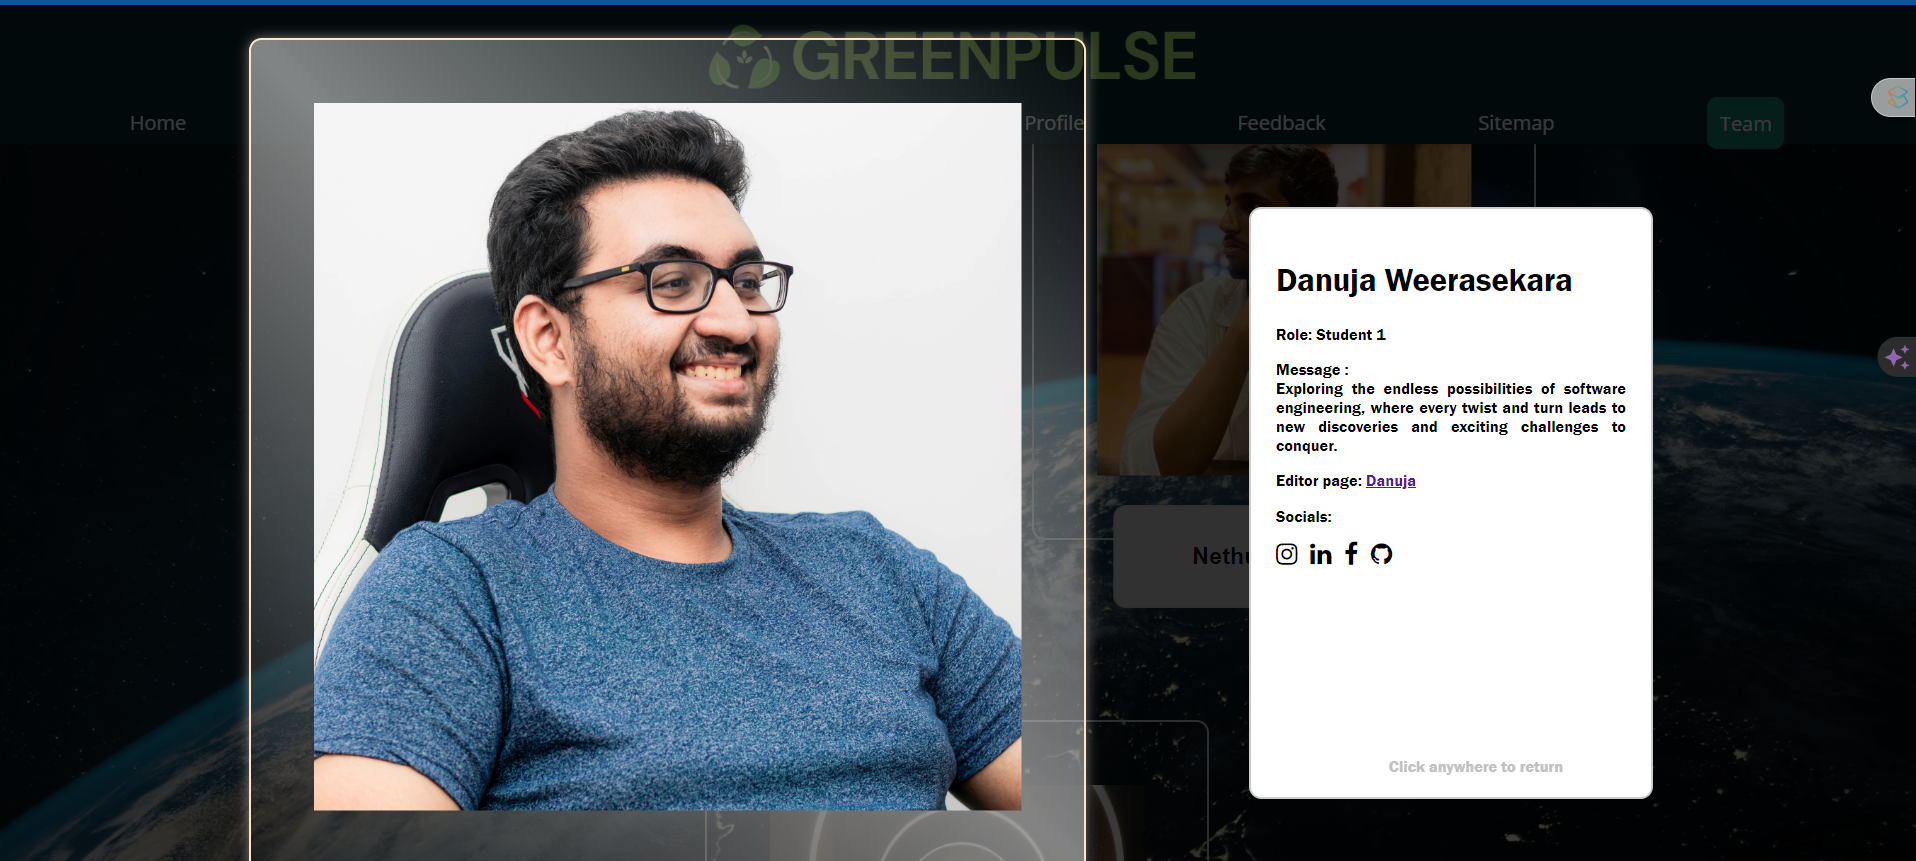 GREENPULSE
Home
Profile
Feedback
Sitemap
Team
Danuja Weerasekara
Role: Student 1
Message :
Exploring the endless possibilities of software
engineering, where every twist and turn leads to
new discoveries and exciting challenges to
conquer.
Editor page: Danuja
Socials:
Click anywhere to return